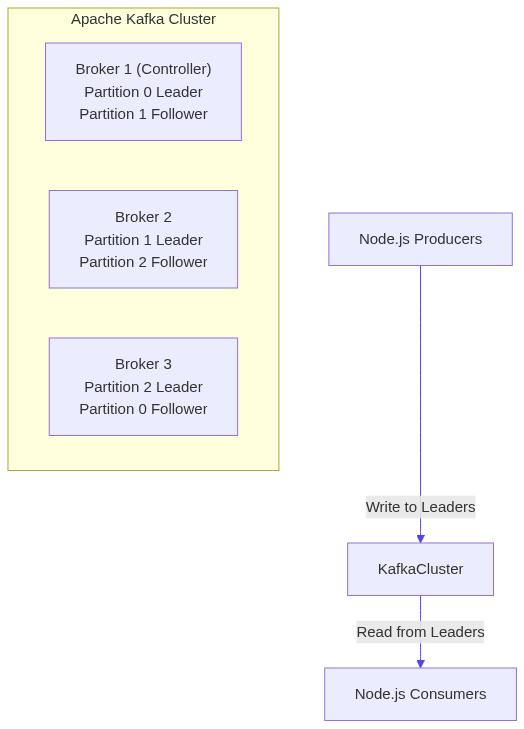 Apache Kafka Cluster
Broker 1 (Controller)
Partition 0 Leader
Partition 1 Follower
Broker 2
Partition 1 Leader
Partition 2 Follower
Broker 3
Partition 2 Leader
Partition 0 Follower
Node.js Producers
Write to Leaders
KafkaCluster
Read from Leaders
Node.js Consumers